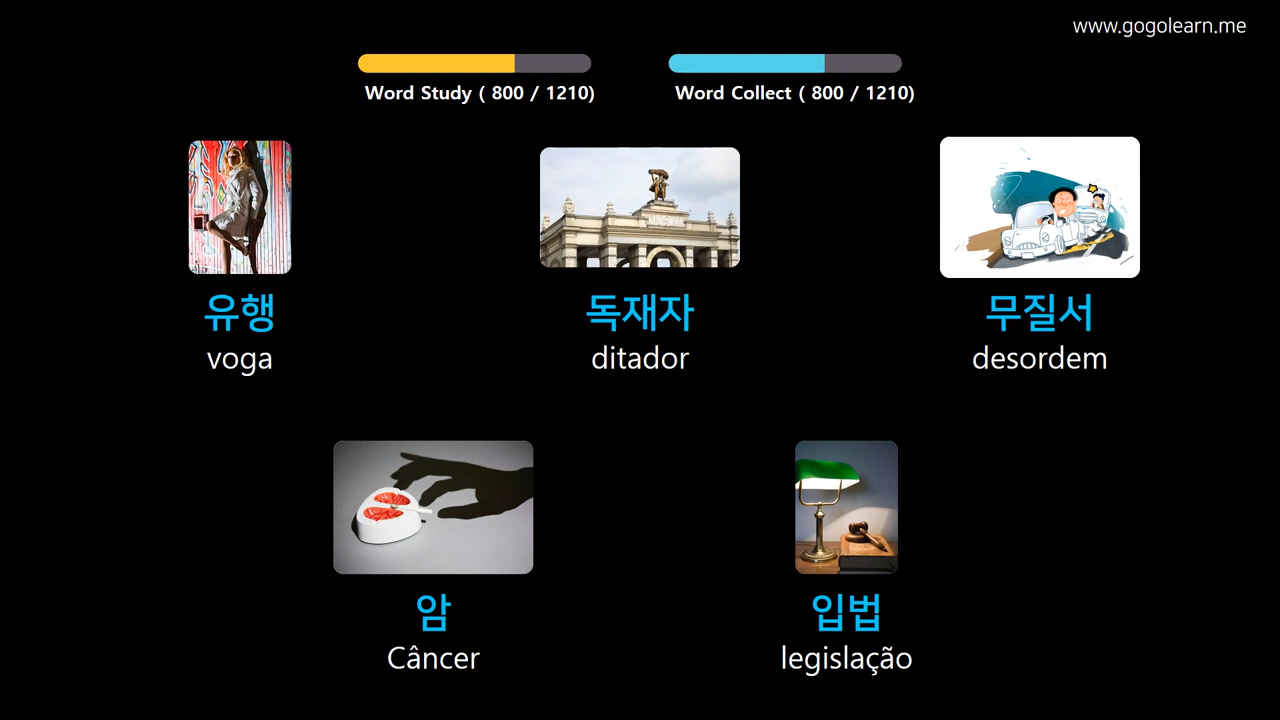 www.gogolearn.me
Word Study ( 800 / 1210)
Word Collect ( 800 / 1210)
유행
voga
독재자
ditador
무질서
desordem
암
Câncer
입법
legislação